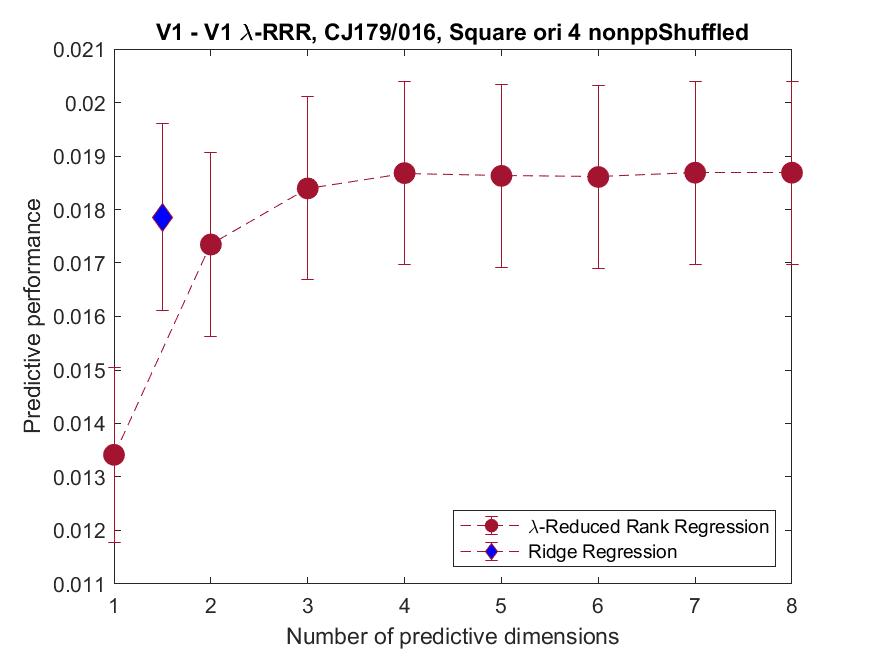 V1 - V1 λ-RRR, CJ179/016, Square ori 4 nonppShuffled
0.021
0.02
0.019
0.018
0.017
0.016
0.015
0.014
0.013
0.012
0.011
Predictive performance
λ-Reduced Rank Regression
Ridge Regression
1 2 3 4 5 6 7 8
Number of predictive dimensions